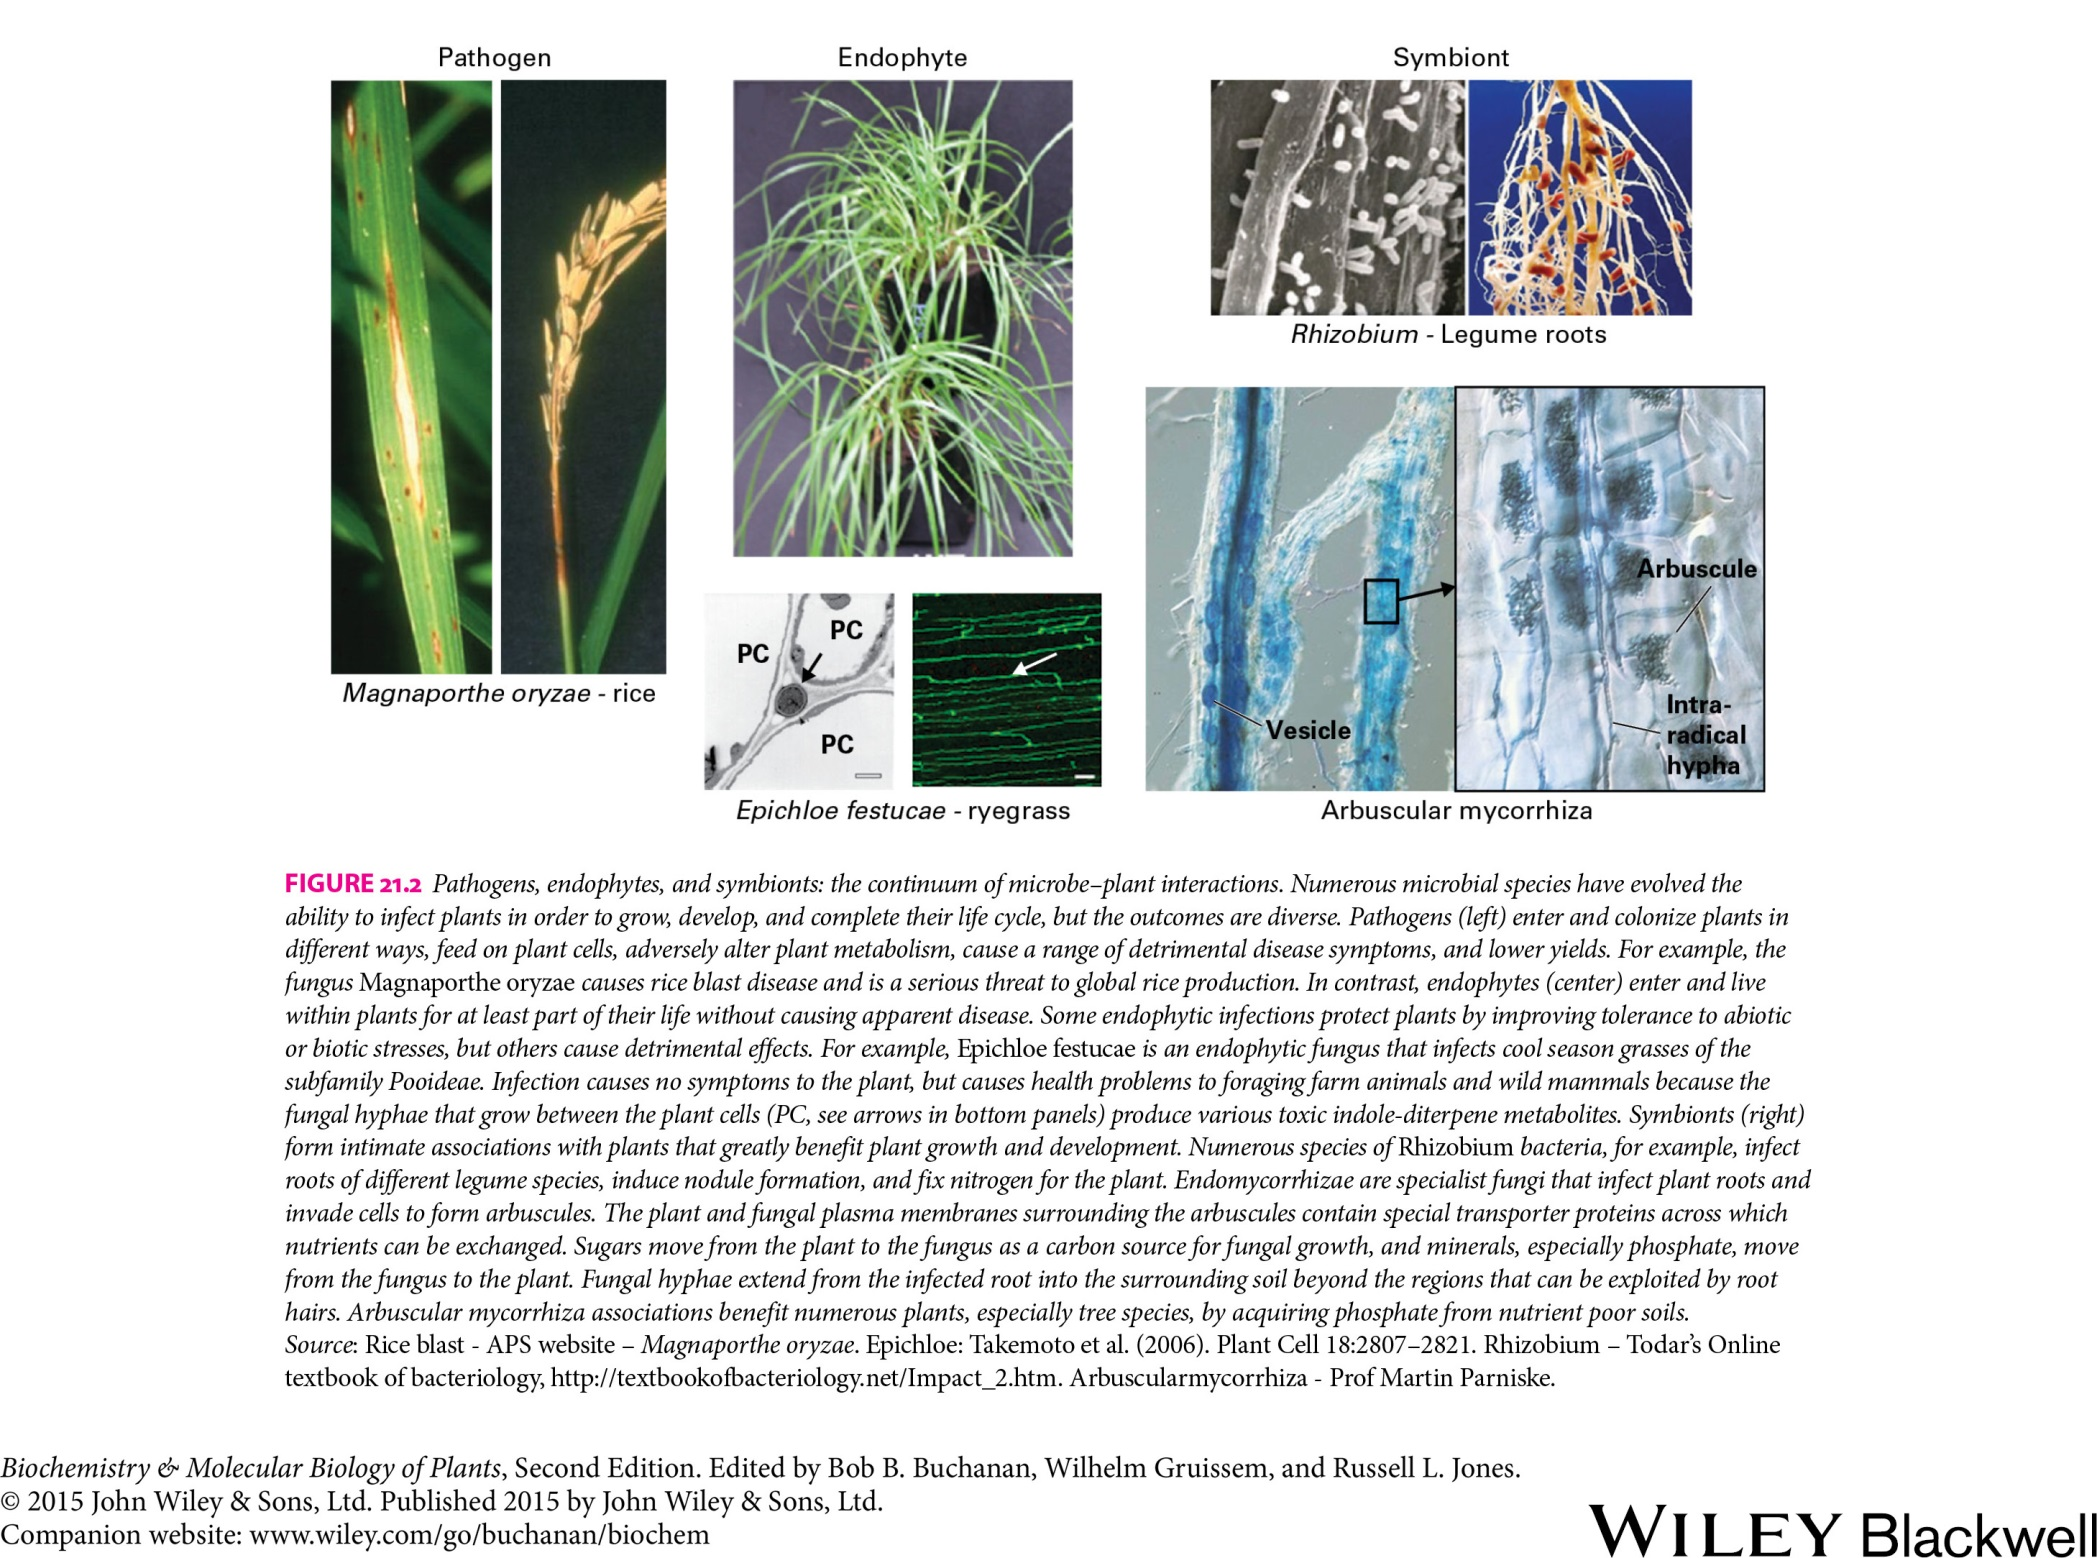 Pathogen
Endophyte
Symbiont
Rhizobium - Legume roots
Magnaporthe oryzae - rice
PC
PC
PC
Epichloe festucae - ryegrass
Vesicle
Arbuscule
Intra-
radical
hypha
Arbuscular mycorrhiza
FIGURE 21.2 Pathogens, endophytes, and symbionts: the continuum of microbe–plant interactions. Numerous microbial species have evolved the
ability to infect plants in order to grow, develop, and complete their life cycle, but the outcomes are diverse. Pathogens (left) enter and colonize plants in
different ways, feed on plant cells, adversely alter plant metabolism, cause a range of detrimental disease symptoms, and lower yields. For example, the
fungus Magnaporthe oryzae causes rice blast disease and is a serious threat to global rice production. In contrast, endophytes (center) enter and live
within plants for at least part of their life without causing apparent disease. Some endophytic infections protect plants by improving tolerance to abiotic
or biotic stresses, but others cause detrimental effects. For example, Epichloe festucae is an endophytic fungus that infects cool season grasses of the
subfamily Pooideae. Infection causes no symptoms to the plant, but causes health problems to foraging farm animals and wild mammals because the
fungal hyphae that grow between the plant cells (PC, see arrows in bottom panels) produce various toxic indole-diterpene metabolites. Symbionts (right)
form intimate associations with plants that greatly benefit plant growth and development. Numerous species of Rhizobium bacteria, for example, infect
roots of different legume species, induce nodule formation, and fix nitrogen for the plant. Endomycorrhizae are specialist fungi that infect plant roots and
invade cells to form arbuscules. The plant and fungal plasma membranes surrounding the arbuscules contain special transporter proteins across which
nutrients can be exchanged. Sugars move from the plant to the fungus as a carbon source for fungal growth, and minerals, especially phosphate, move
from the fungus to the plant. Fungal hyphae extend from the infected root into the surrounding soil beyond the regions that can be exploited by root
hairs. Arbuscular mycorrhiza associations benefit numerous plants, especially tree species, by acquiring phosphate from nutrient poor soils.
Source: Rice blast - APS website – Magnaporthe oryzae. Epichloe: Takemoto et al. (2006). Plant Cell 18:2807–2821. Rhizobium – Todar’s Online
textbook of bacteriology, http://textbookofbacteriology.net/Impact_2.htm. Arbuscularmycorrhiza - Prof Martin Parniske.
Biochemistry & Molecular Biology of Plants, Second Edition. Edited by Bob B. Buchanan, Wilhelm Gruissem, and Russell L. Jones.
© 2015 John Wiley & Sons, Ltd. Published 2015 by John Wiley & Sons, Ltd.
Companion website: www.wiley.com/go/buchanan/biochem
WILEY Blackwell